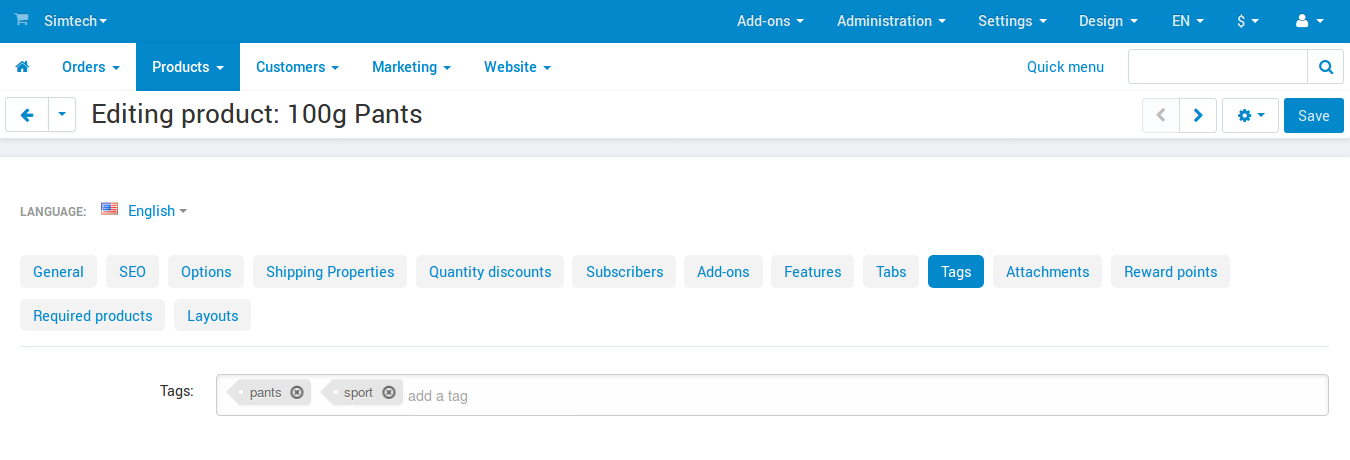 Simtech Add-ons Administration Settings Design EN $
Orders Products Customers Marketing Website Quick menu
Editing product: 100g Pants Save
LANGUAGE: English
General SEO Options Shipping Properties Quantity discounts Subscribers Add-ons Features Tabs Tags Attachments Reward points
Required products Layouts
Tags: pants sport add a tag